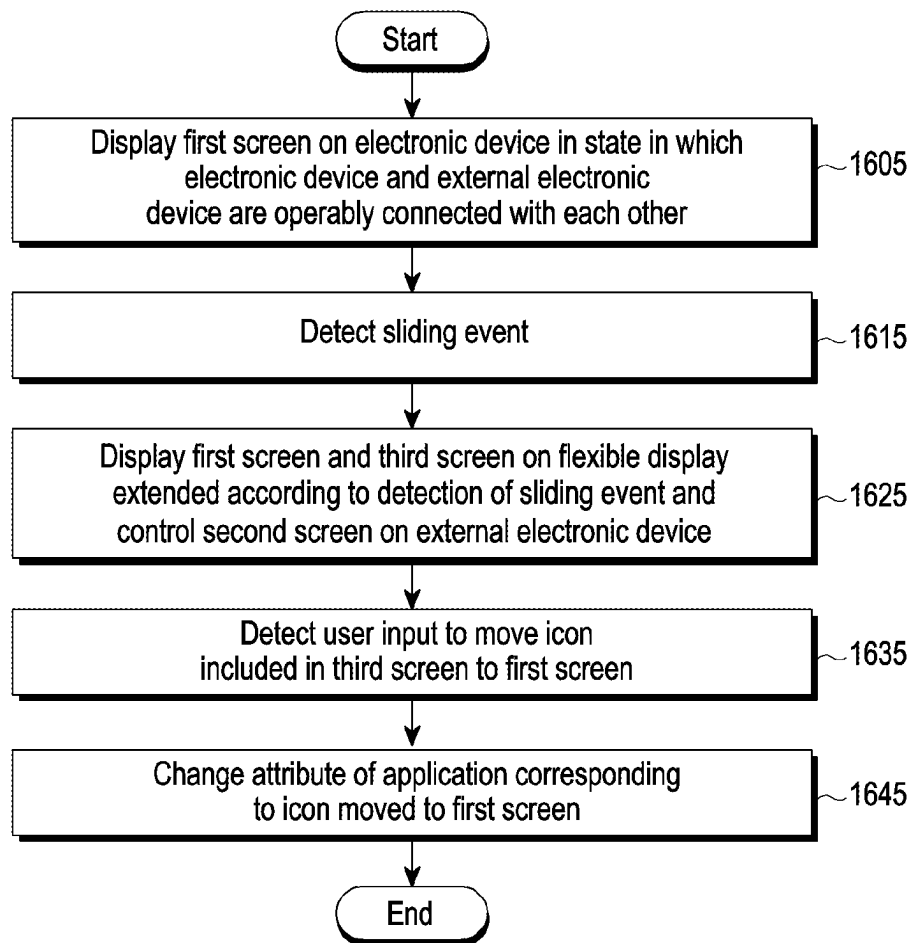 Start
Display first screen on electronic device in state in which
electronic device and external electronic
device are operably connected with each other
1605
Detect sliding event
1615
Display first screen and third screen on flexible display
extended according to detection of sliding event and
control second screen on external electronic device
1625
Detect user input to move icon
included in third screen to first screen
1635
Change attribute of application corresponding
to icon moved to first screen
1645
End